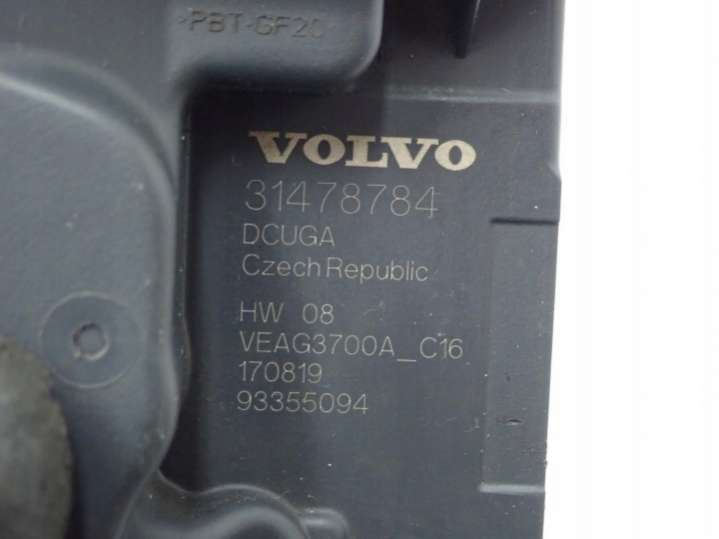 >PBT-GF20
VOLVO
31478784
DCUGA
Czech Republic
HW 08
VEAG3700A_C16
170819
93355094